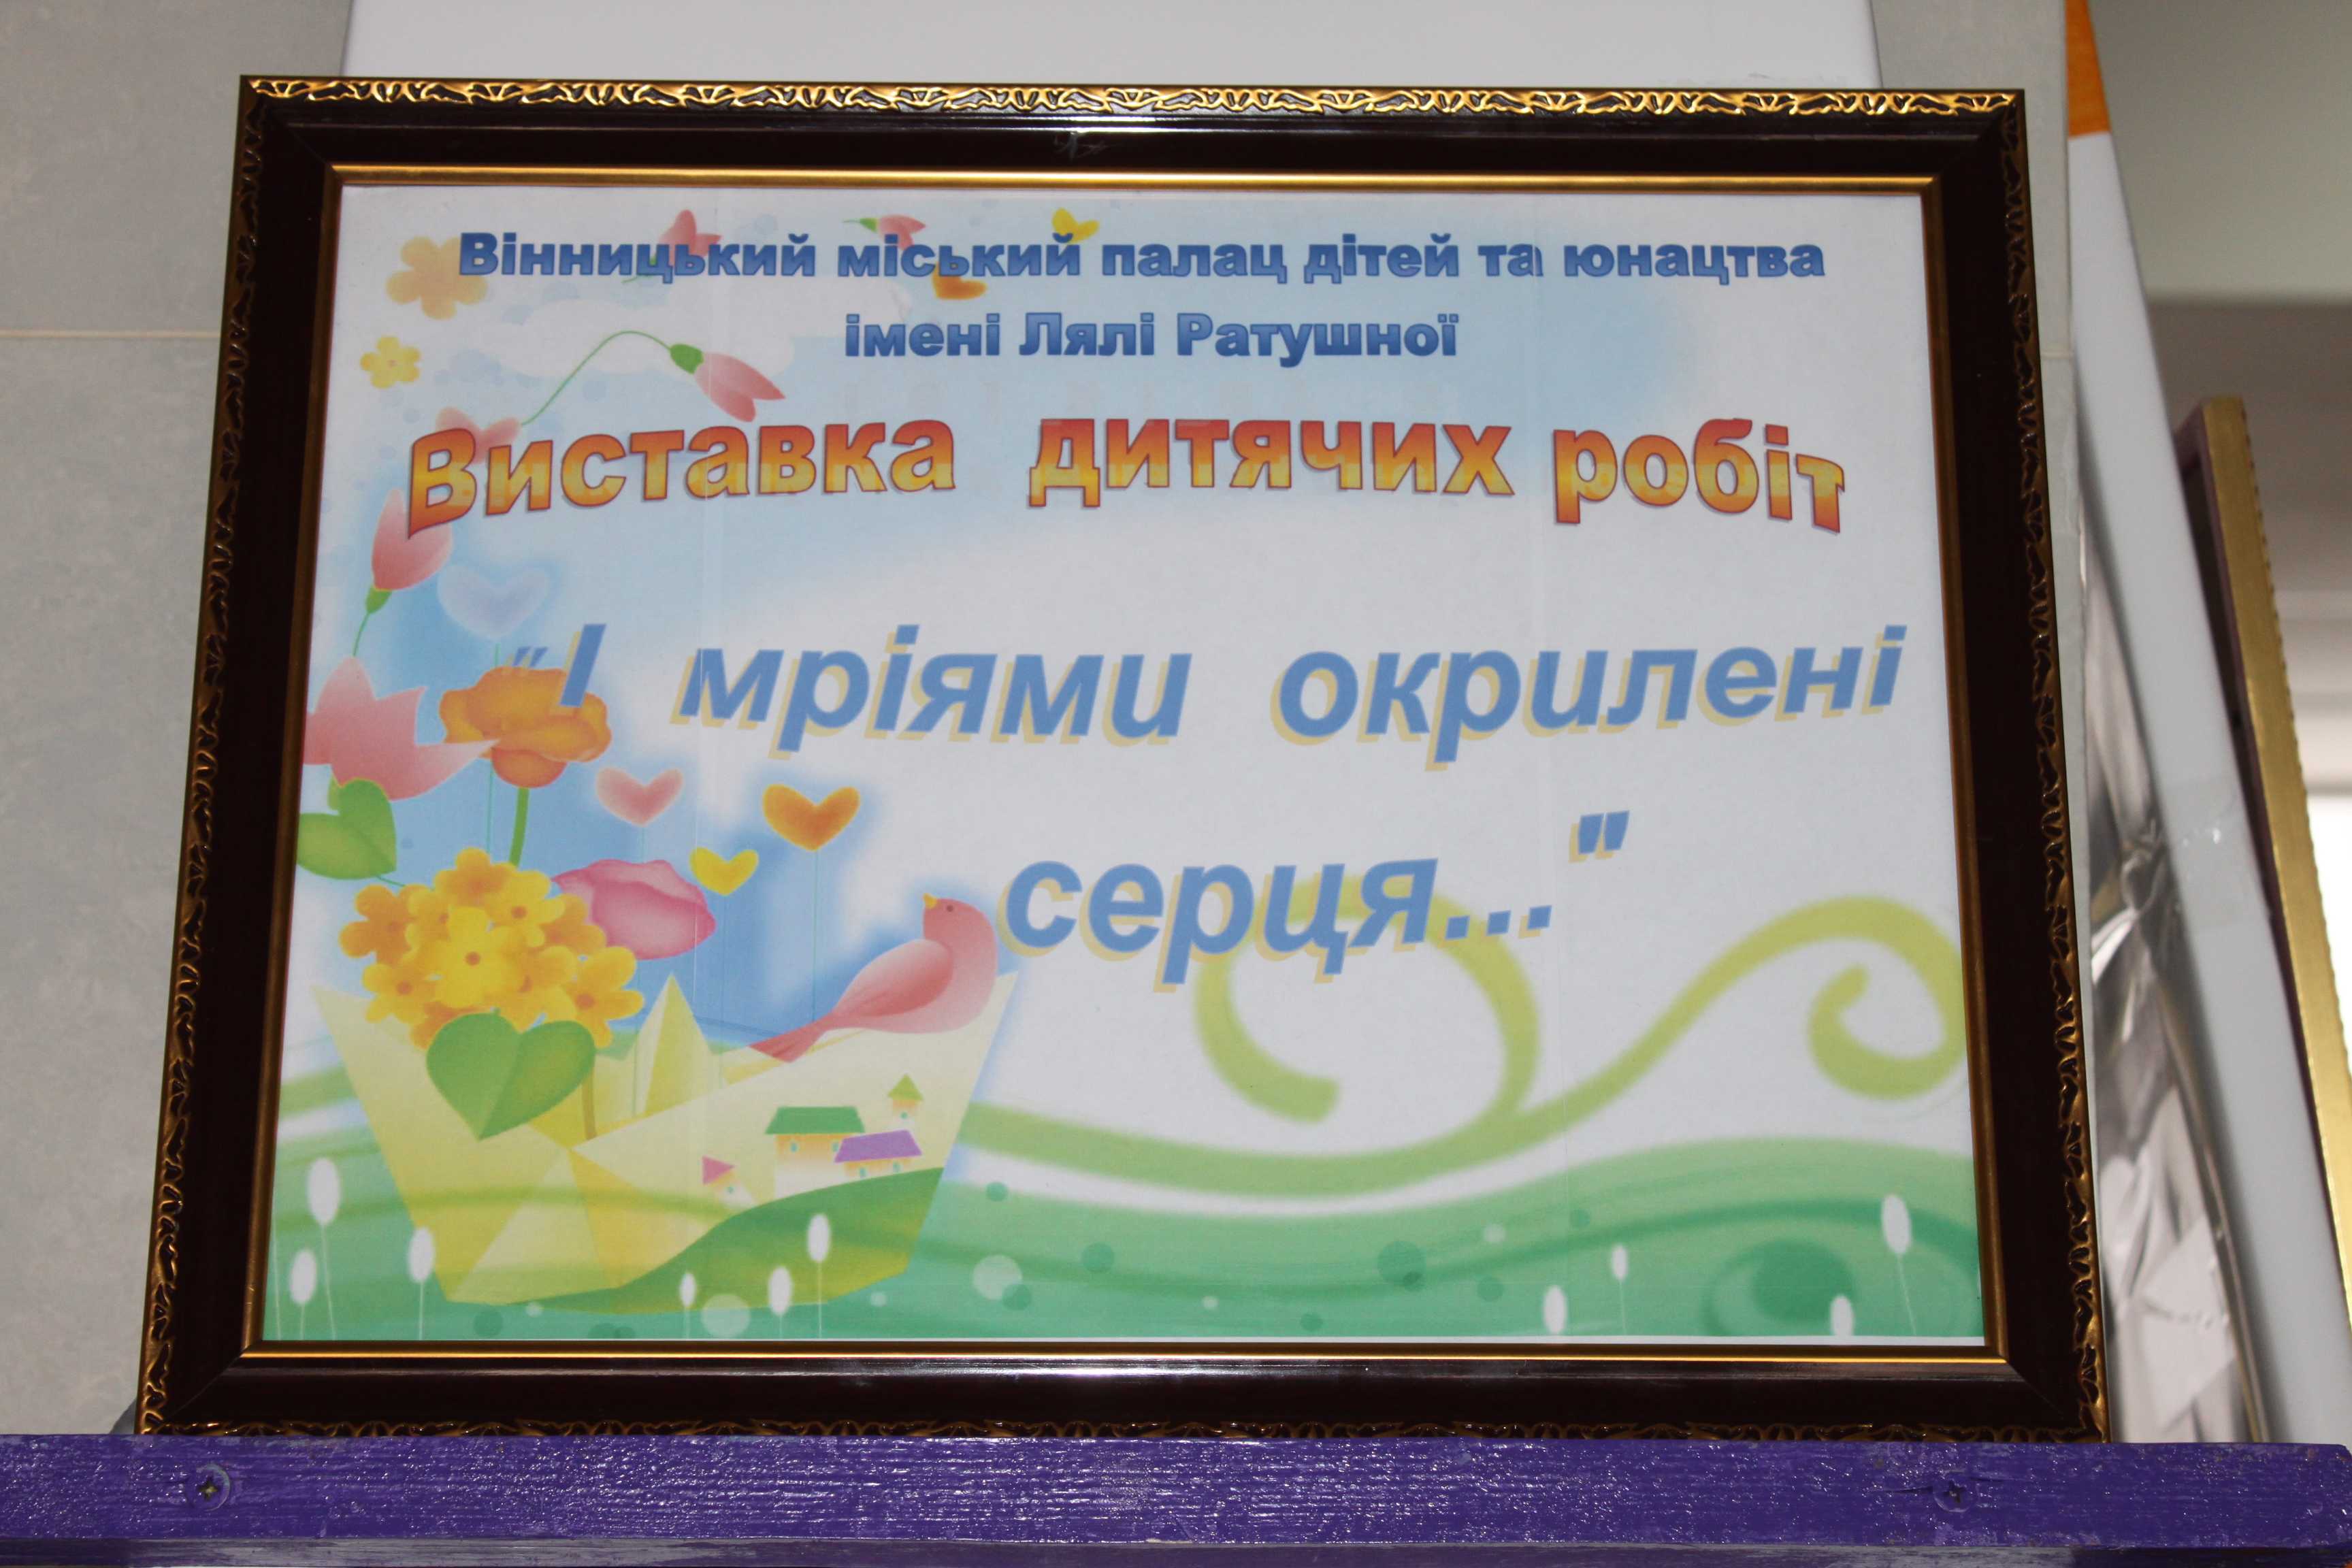 Вінницький міський палац дітей та юнацтва
імені Лялі Ратушної
Виставка дитячих робіт
"І мріями окрилені
серця..."